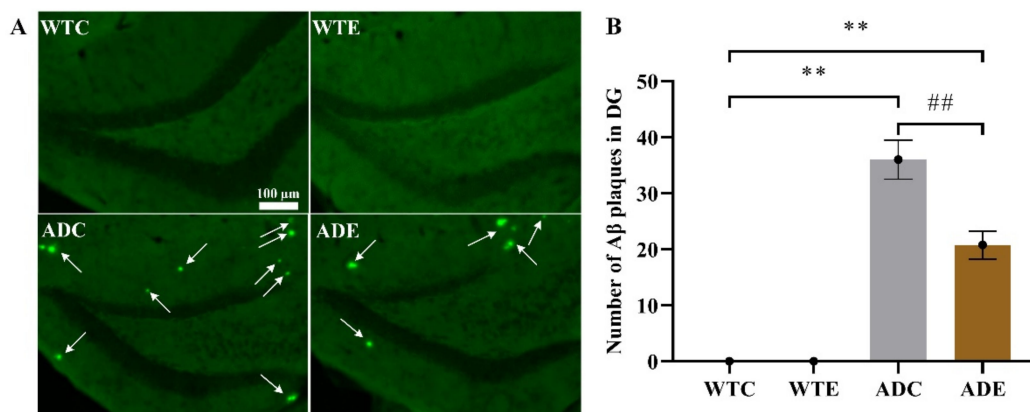 A
WTC
WTE
100 μm
ADC
ADE
B
**
**
##
Number of Aβ plaques in DG
50
40
30
20
10
0
WTC
WTE
ADC
ADE